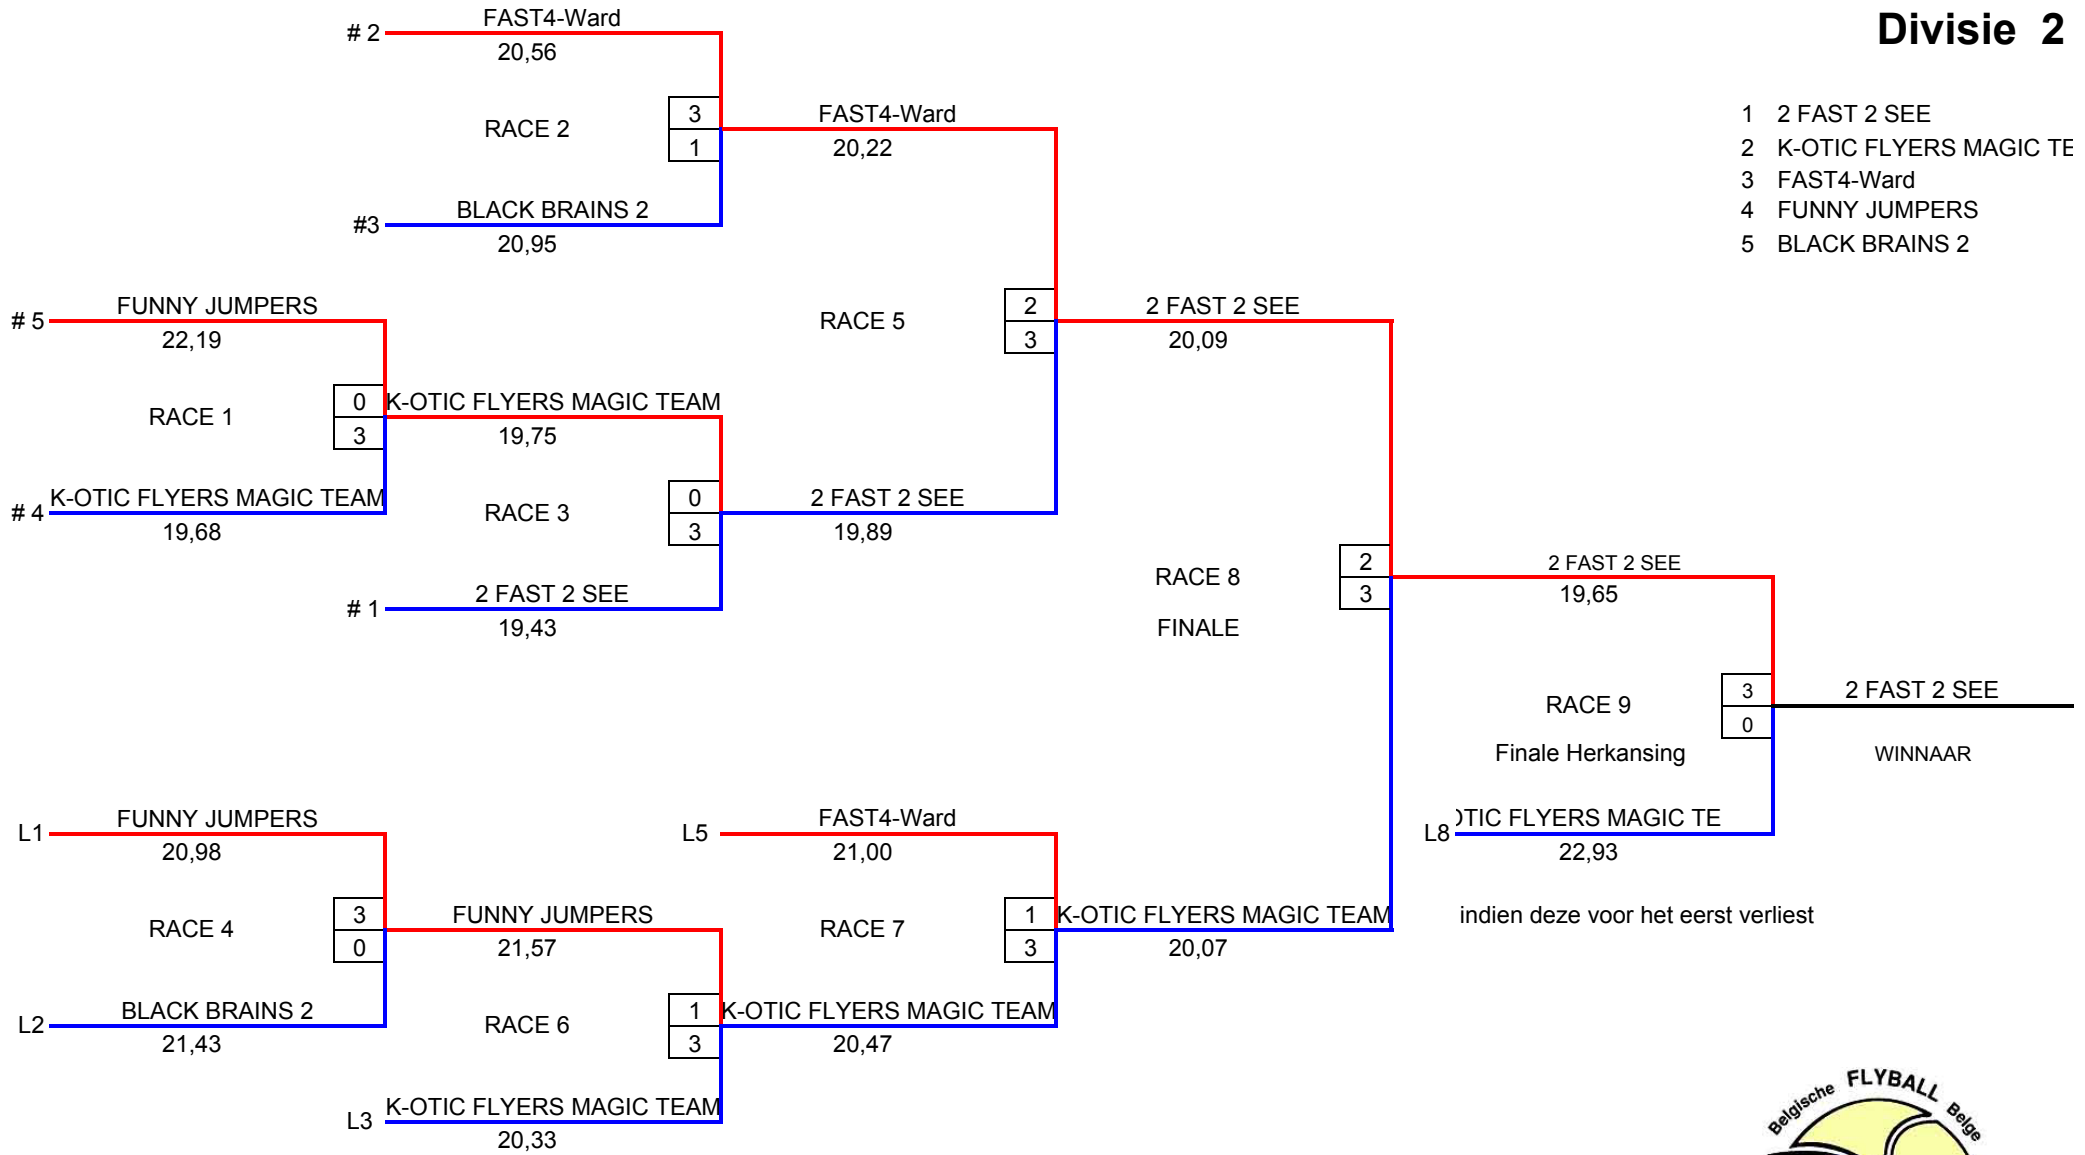 Divisie 2
1 2 FAST 2 SEE
2 K-OTIC FLYERS MAGIC TE
3 FAST4-Ward
4 FUNNY JUMPERS
5 BLACK BRAINS 2
# 2 FAST4-Ward
20,56
RACE 2
3
1
#3 BLACK BRAINS 2
20,95
FAST4-Ward
20,22
# 5 FUNNY JUMPERS
22,19
RACE 1
0
3
# 4 K-OTIC FLYERS MAGIC TEAM
19,68
K-OTIC FLYERS MAGIC TEAM
19,75
RACE 3
0
3
# 1 2 FAST 2 SEE
19,43
2 FAST 2 SEE
19,89
RACE 5
2
3
2 FAST 2 SEE
20,09
RACE 8
FINALE
2
3
2 FAST 2 SEE
19,65
RACE 9
Finale Herkansing
3
0
2 FAST 2 SEE
WINNAAR
L8 OTIC FLYERS MAGIC TE
22,93
indien deze voor het eerst verliest
L1 FUNNY JUMPERS
20,98
RACE 4
3
0
L2 BLACK BRAINS 2
21,43
FUNNY JUMPERS
21,57
RACE 6
1
3
L3 K-OTIC FLYERS MAGIC TEAM
20,33
L5 FAST4-Ward
21,00
RACE 7
1
3
K-OTIC FLYERS MAGIC TEAM
20,47
K-OTIC FLYERS MAGIC TEAM
20,07
Belgische FLYBALL Belge